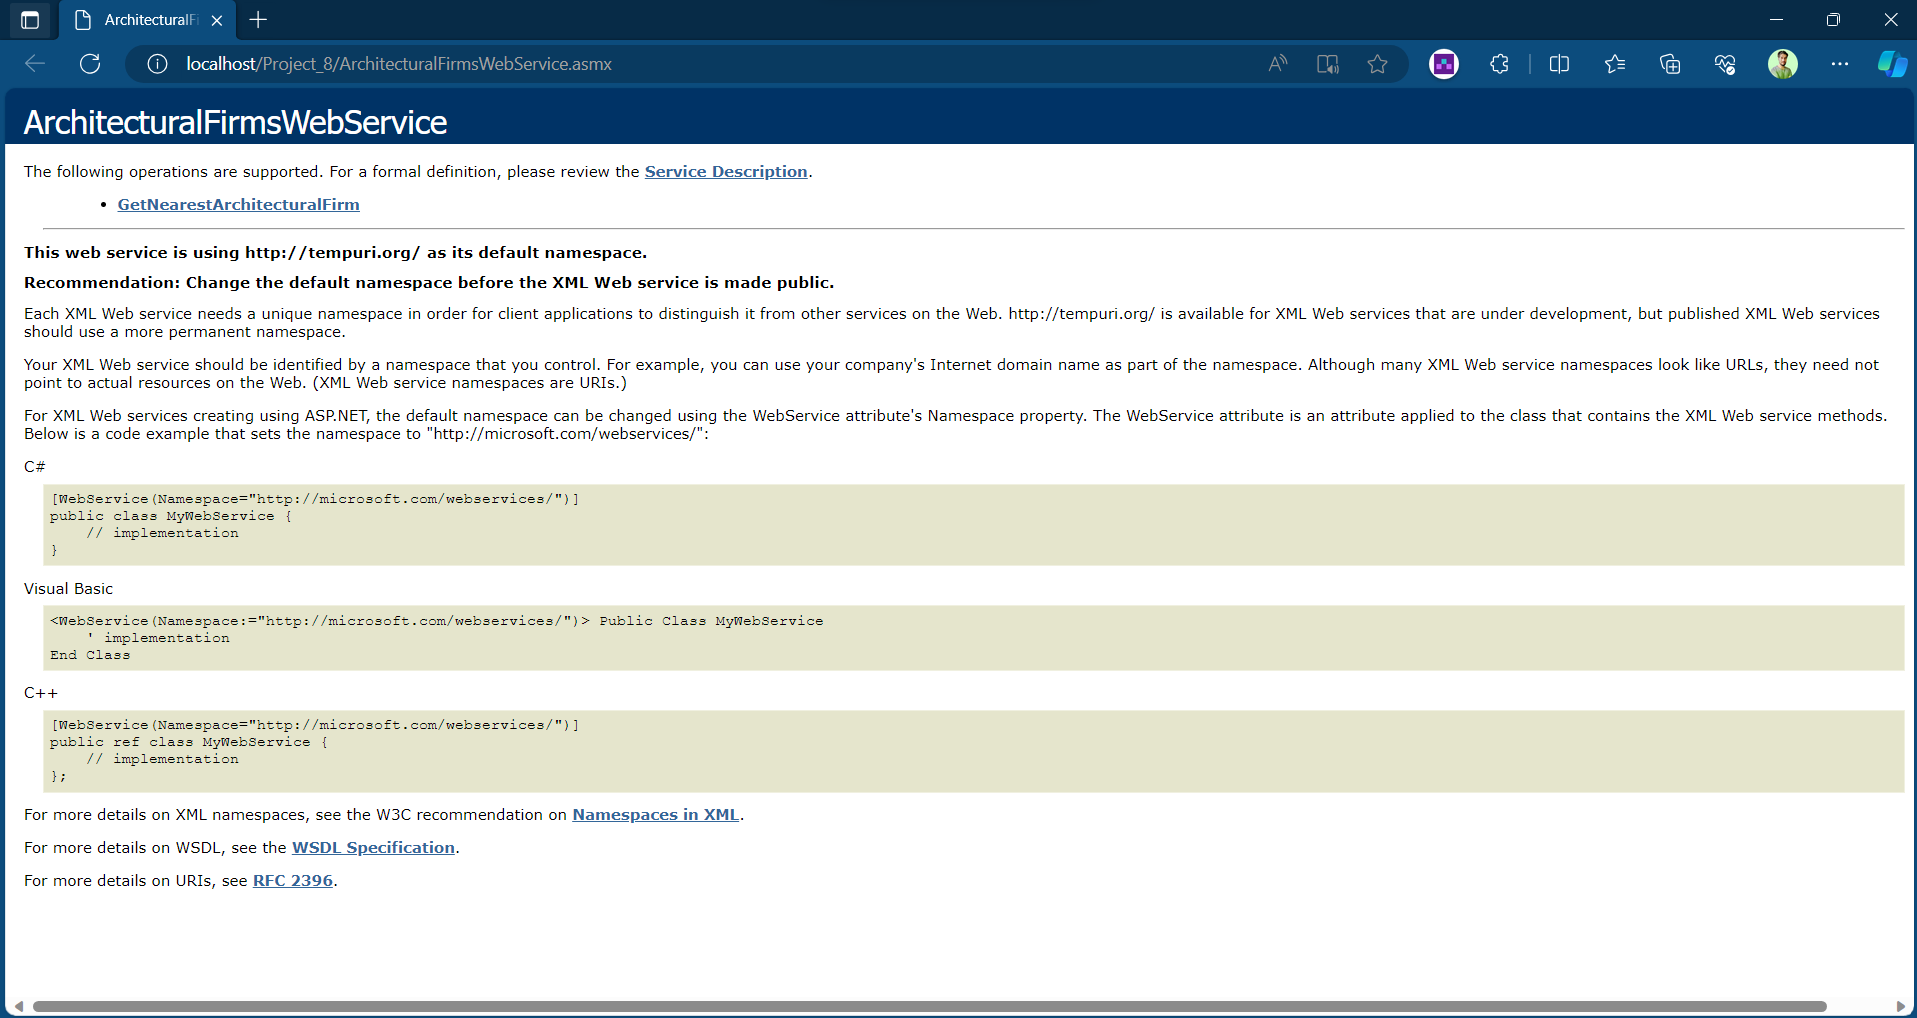 ArchitecturalFi
localhost/Project_8/ArchitecturalFirmsWebService.asmx
ArchitecturalFirmsWebService
The following operations are supported. For a formal definition, please review the Service Description.
• GetNearestArchitecturalFirm
This web service is using http://tempuri.org/ as its default namespace.
Recommendation: Change the default namespace before the XML Web service is made public.
Each XML Web service needs a unique namespace in order for client applications to distinguish it from other services on the Web. http://tempuri.org/ is available for XML Web services that are under development, but published XML Web services
should use a more permanent namespace.
Your XML Web service should be identified by a namespace that you control. For example, you can use your company's Internet domain name as part of the namespace. Although many XML Web service namespaces look like URLs, they need not
point to actual resources on the Web. (XML Web service namespaces are URIs.)
For XML Web services creating using ASP.NET, the default namespace can be changed using the WebService attribute's Namespace property. The WebService attribute is an attribute applied to the class that contains the XML Web service methods.
Below is a code example that sets the namespace to "http://microsoft.com/webservices/":
C#
[WebService(Namespace="http://microsoft.com/webservices/")]
public class MyWebService {
    // implementation
}
Visual Basic
<WebService(Namespace:="http://microsoft.com/webservices/")> Public Class MyWebService
    ' implementation
End Class
C++
[WebService(Namespace="http://microsoft.com/webservices/")]
public ref class MyWebService {
    // implementation
};
For more details on XML namespaces, see the W3C recommendation on Namespaces in XML.
For more details on WSDL, see the WSDL Specification.
For more details on URIs, see RFC 2396.